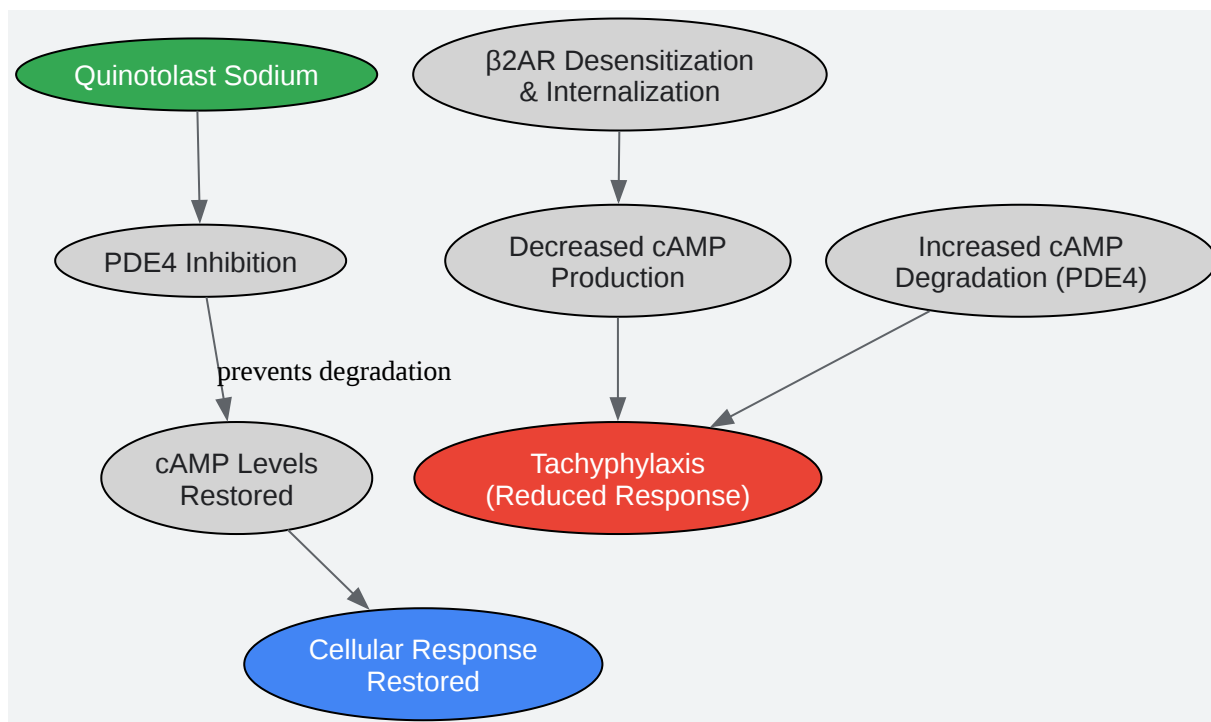 Quinotolast Sodium
β2AR Desensitization
& Internalization
PDE4 Inhibition
Decreased cAMP
Production
Increased cAMP
Degradation (PDE4)
prevents degradation
cAMP Levels
Restored
Tachyphylaxis
(Reduced Response)
Cellular Response
Restored